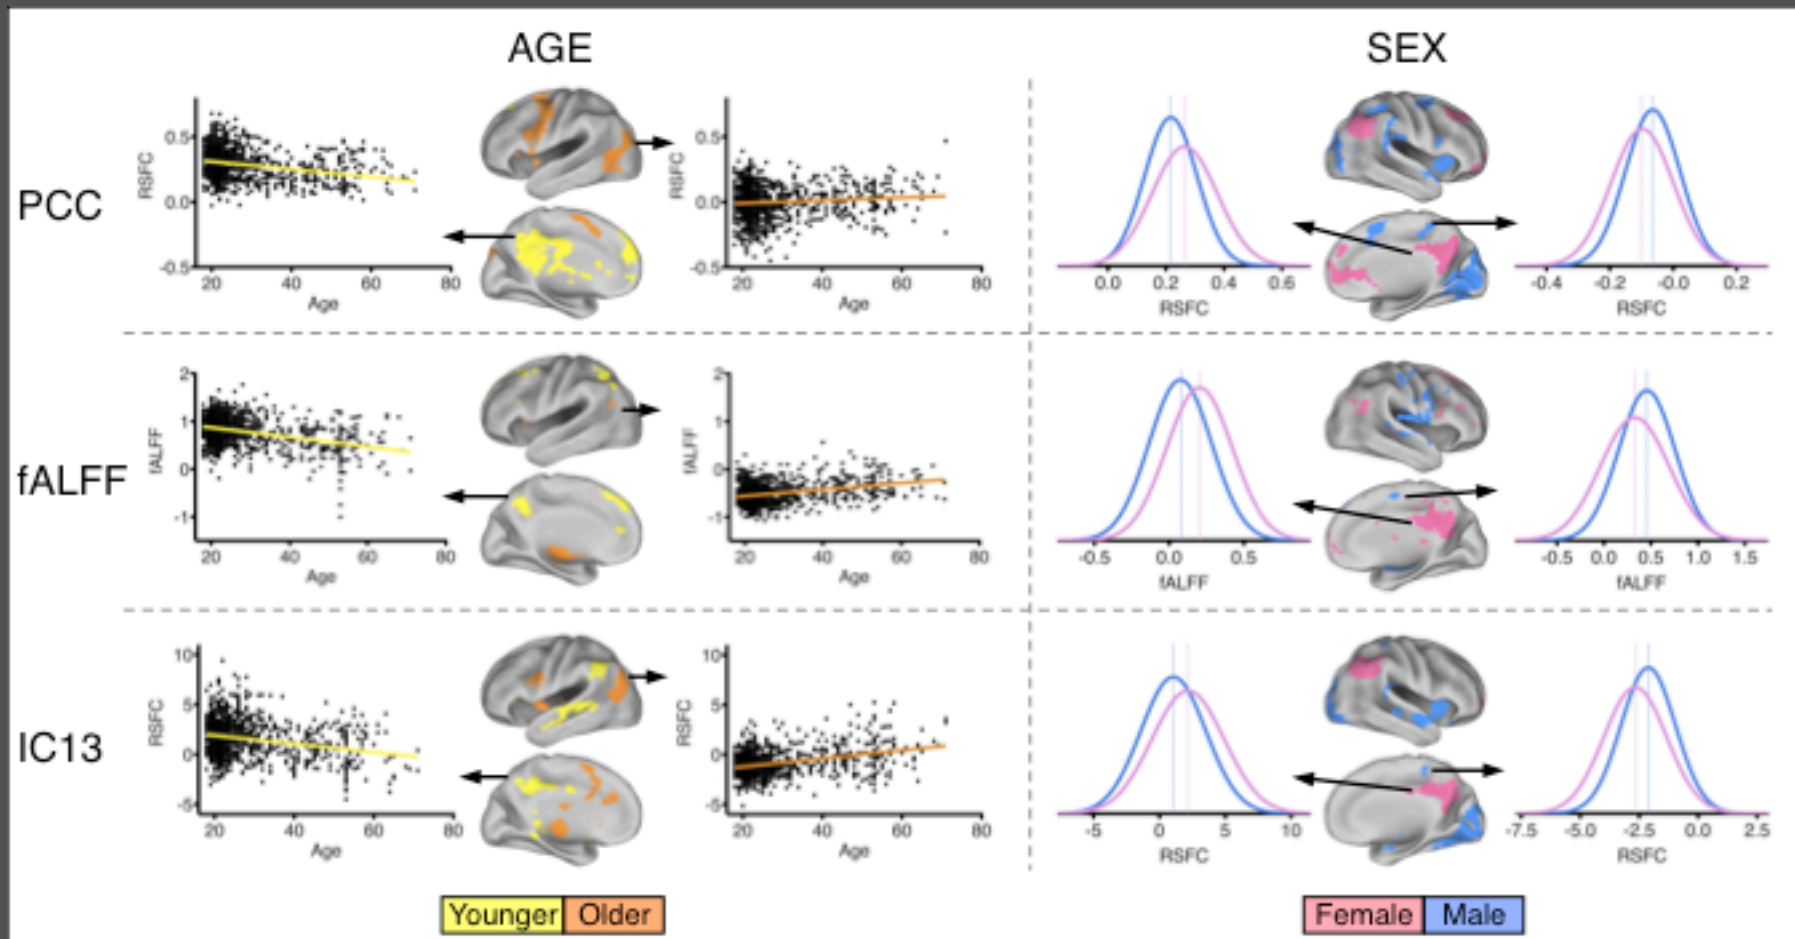 AGE
SEX
PCC
RSFC
0.5
0.0
-0.5
20 40 60 80
Age
RSFC
0.5
0.0
-0.5
20 40 60 80
Age
0.0 0.2 0.4 0.6
RSFC
-0.4 -0.2 -0.0 0.2
RSFC
fALFF
fALFF
2
1
0
-1
20 40 60 80
Age
fALFF
2
1
0
-1
20 40 60 80
Age
-0.5 0.0 0.5
fALFF
-0.5 0.0 0.5 1.0 1.5
fALFF
IC13
RSFC
10
5
0
-5
20 40 60 80
Age
RSFC
10
5
0
-5
20 40 60 80
Age
-5 0 5 10
RSFC
-7.5 -5.0 -2.5 0.0 2.5
RSFC
Younger Older
Female Male